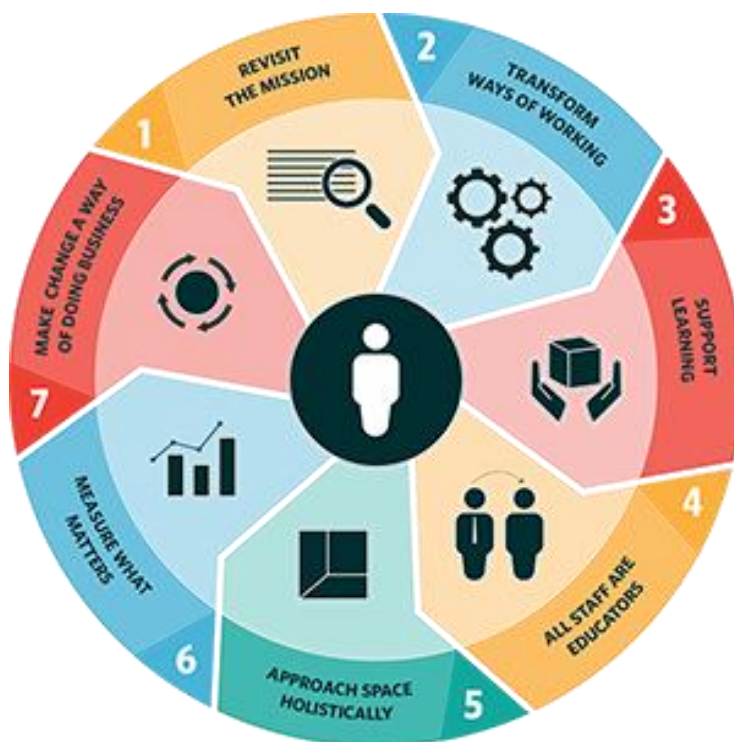 1
REVISIT
THE MISSION
2
TRANSFORM
WAYS OF WORKING
3
SUPPORT
LEARNING
4
ALL STAFF ARE
EDUCATORS
5
APPROACH SPACE
HOLISTICALLY
6
MEASURE WHAT
MATTERS
7
MAKE CHANGE A WAY
OF DOING BUSINESS